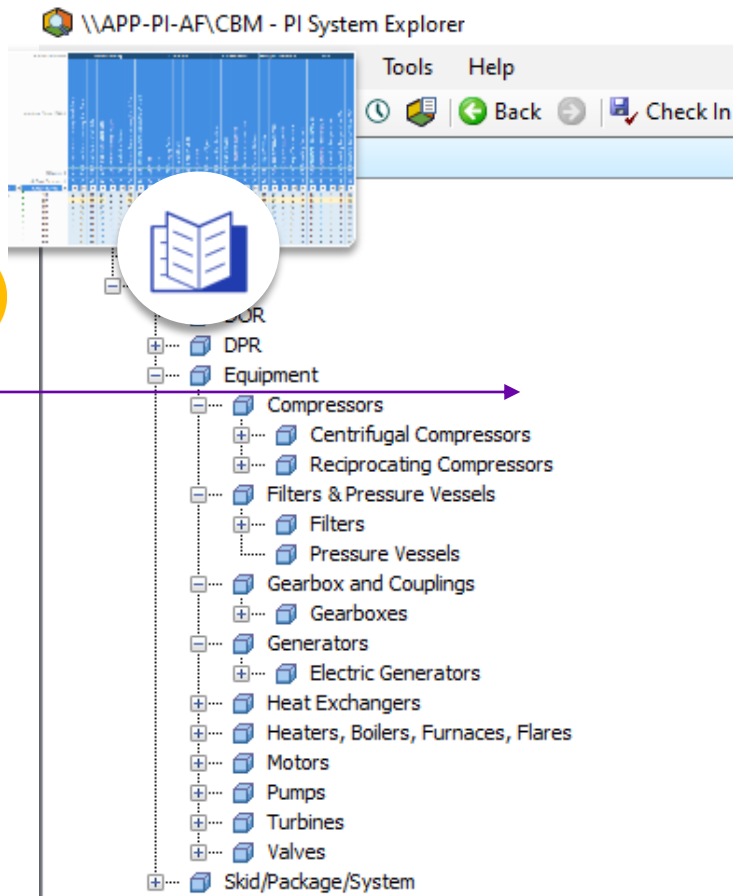 \\APP-PI-AF\CBM - PI System Explorer
Tools Help
Back Check In
DPR
Equipment
Compressors
Centrifugal Compressors
Reciprocating Compressors
Filters & Pressure Vessels
Filters
Pressure Vessels
Gearbox and Couplings
Gearboxes
Generators
Electric Generators
Heat Exchangers
Heaters, Boilers, Furnaces, Flares
Motors
Pumps
Turbines
Valves
Skid/Package/System